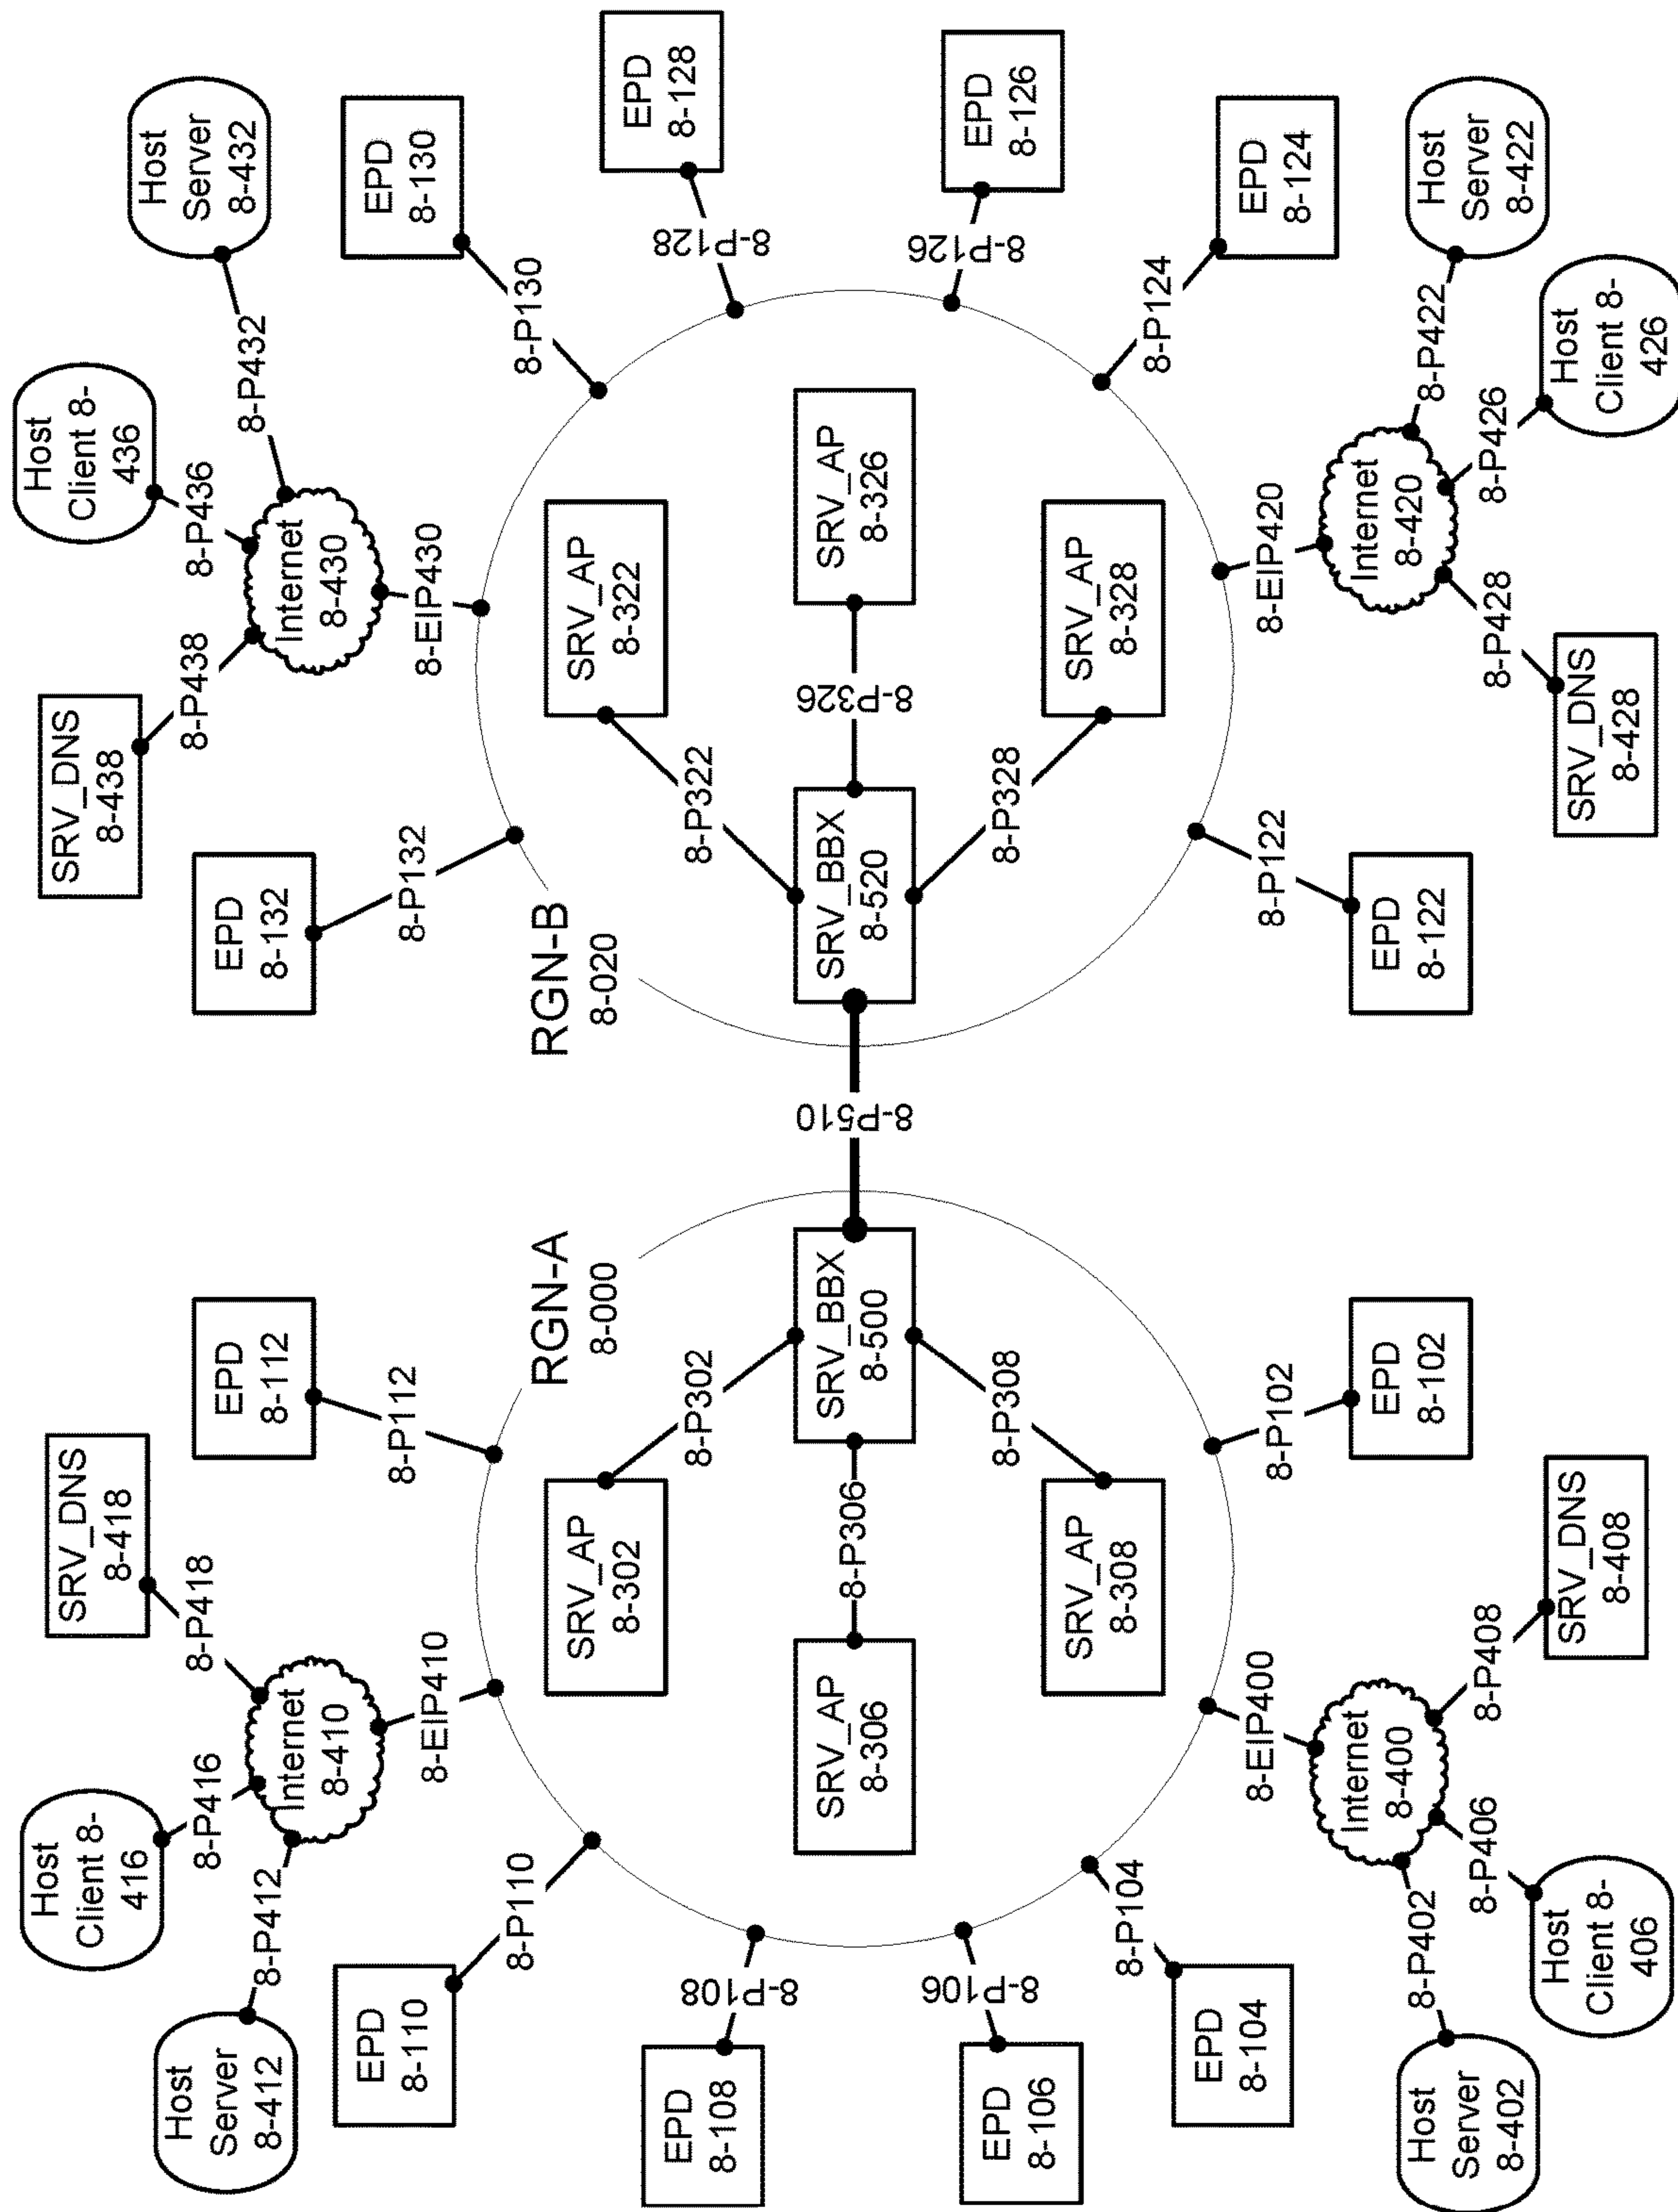 Host
Client 8-
416
8-P416
Host
Server
8-412
8-P412
SRV_DNS
8-418
8-P418
Internet
8-410
8-EIP410
EPD
8-112
8-P112
EPD
8-110
8-P110
EPD
8-108
8-P108
EPD
8-106
8-P106
EPD
8-104
8-P104
EPD
8-102
8-P102
RGN-A
8-000
SRV_AP
8-302
8-P302
SRV_AP
8-306
8-P306
SRV_BBX
8-500
SRV_AP
8-308
8-P308
8-EIP400
Internet
8-400
8-P402
Host
Server
8-402
8-P406
Host
Client 8-
406
8-P408
SRV_DNS
8-408
8-P510
SRV_DNS
8-438
8-P438
Host
Client 8-
436
8-P436
Host
Server
8-432
8-P432
Internet
8-430
8-EIP430
EPD
8-132
8-P132
EPD
8-130
8-P130
EPD
8-128
8-P128
EPD
8-126
8-P126
EPD
8-124
8-P124
EPD
8-122
8-P122
RGN-B
8-020
SRV_AP
8-322
8-P322
SRV_BBX
8-520
8-P326
SRV_AP
8-326
8-P328
SRV_AP
8-328
8-EIP420
Internet
8-420
8-P422
Host
Server
8-422
8-P426
Host
Client 8-
426
8-P428
SRV_DNS
8-428